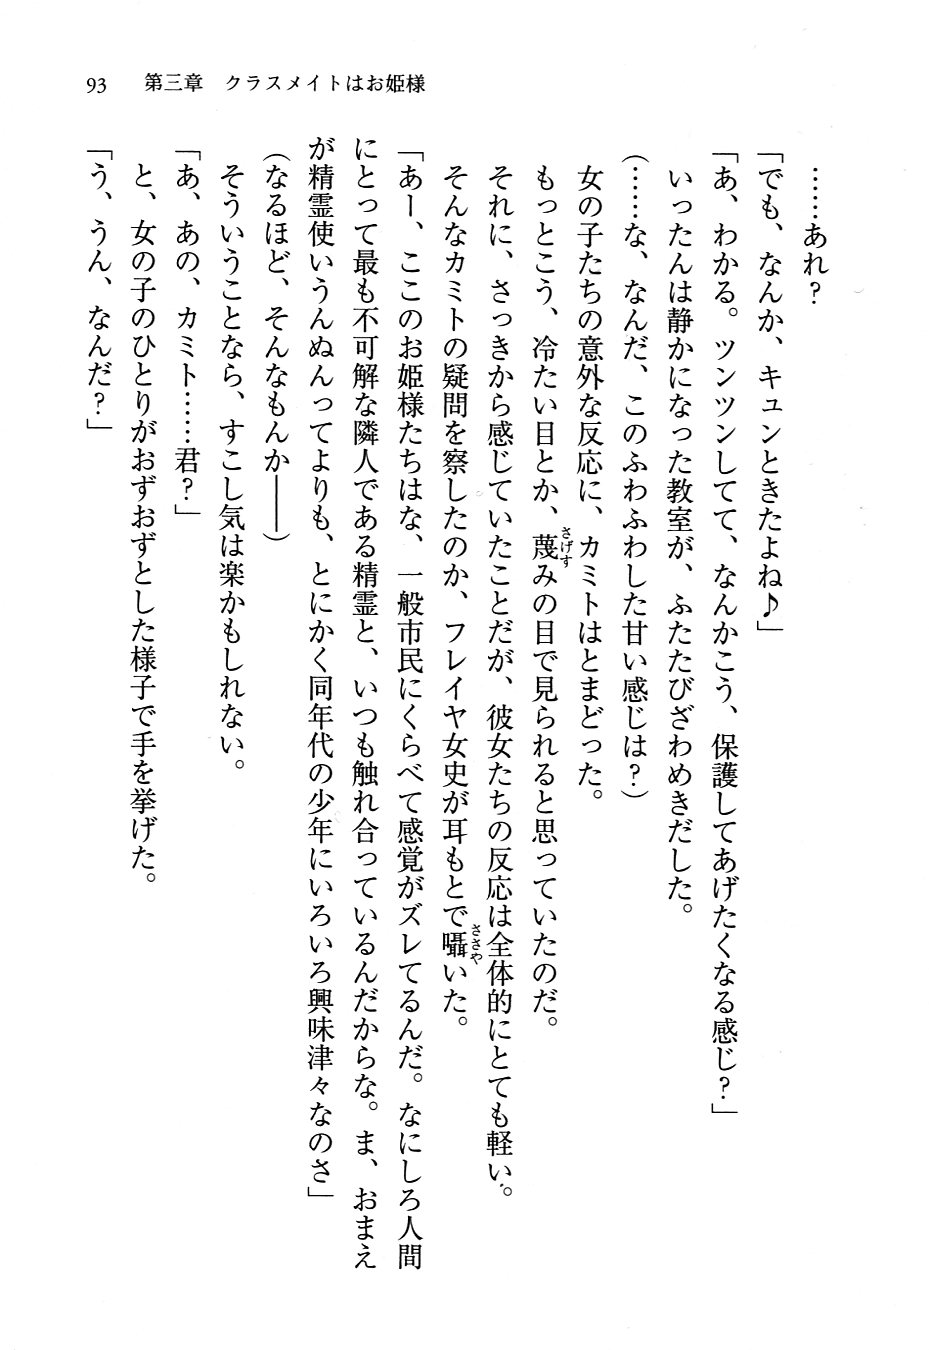 93　第三章　クラスメイトはお姫様
……あれ？
「でも、なんか、キュンときたよね♪」
「あ、わかる。ツンツンしてて、なんかこう、保護してあげたくなる感じ？」
いったんは静かになった教室が、ふたたびざわめきだした。
（……な、なんだ、このふわふわした甘い感じは？）
女の子たちの意外な反応に、カミトはとまどった。
もっとこう、冷たい目とか、蔑みの目で見られると思っていたのだ。
それに、さっきから感じていたことだが、彼女たちの反応は全体的にとても軽い。
そんなカミトの疑問を察したのか、フレイヤ女史が耳もとで囁いた。
「あー、ここのお姫様たちはな、一般市民にくらべて感覚がズレてるんだ。なにしろ人間
にとって最も不可解な隣人である精霊と、いつも触れ合っているんだからな。ま、おまえ
が精霊使いうんぬんってよりも、とにかく同年代の少年にいろいろ興味津々なのさ」
（なるほど、そんなもんか――）
そういうことなら、すこし気は楽かもしれない。
「あ、あの、カミト……君？」
と、女の子のひとりがおずおずとした様子で手を挙げた。
「う、うん、なんだ？」